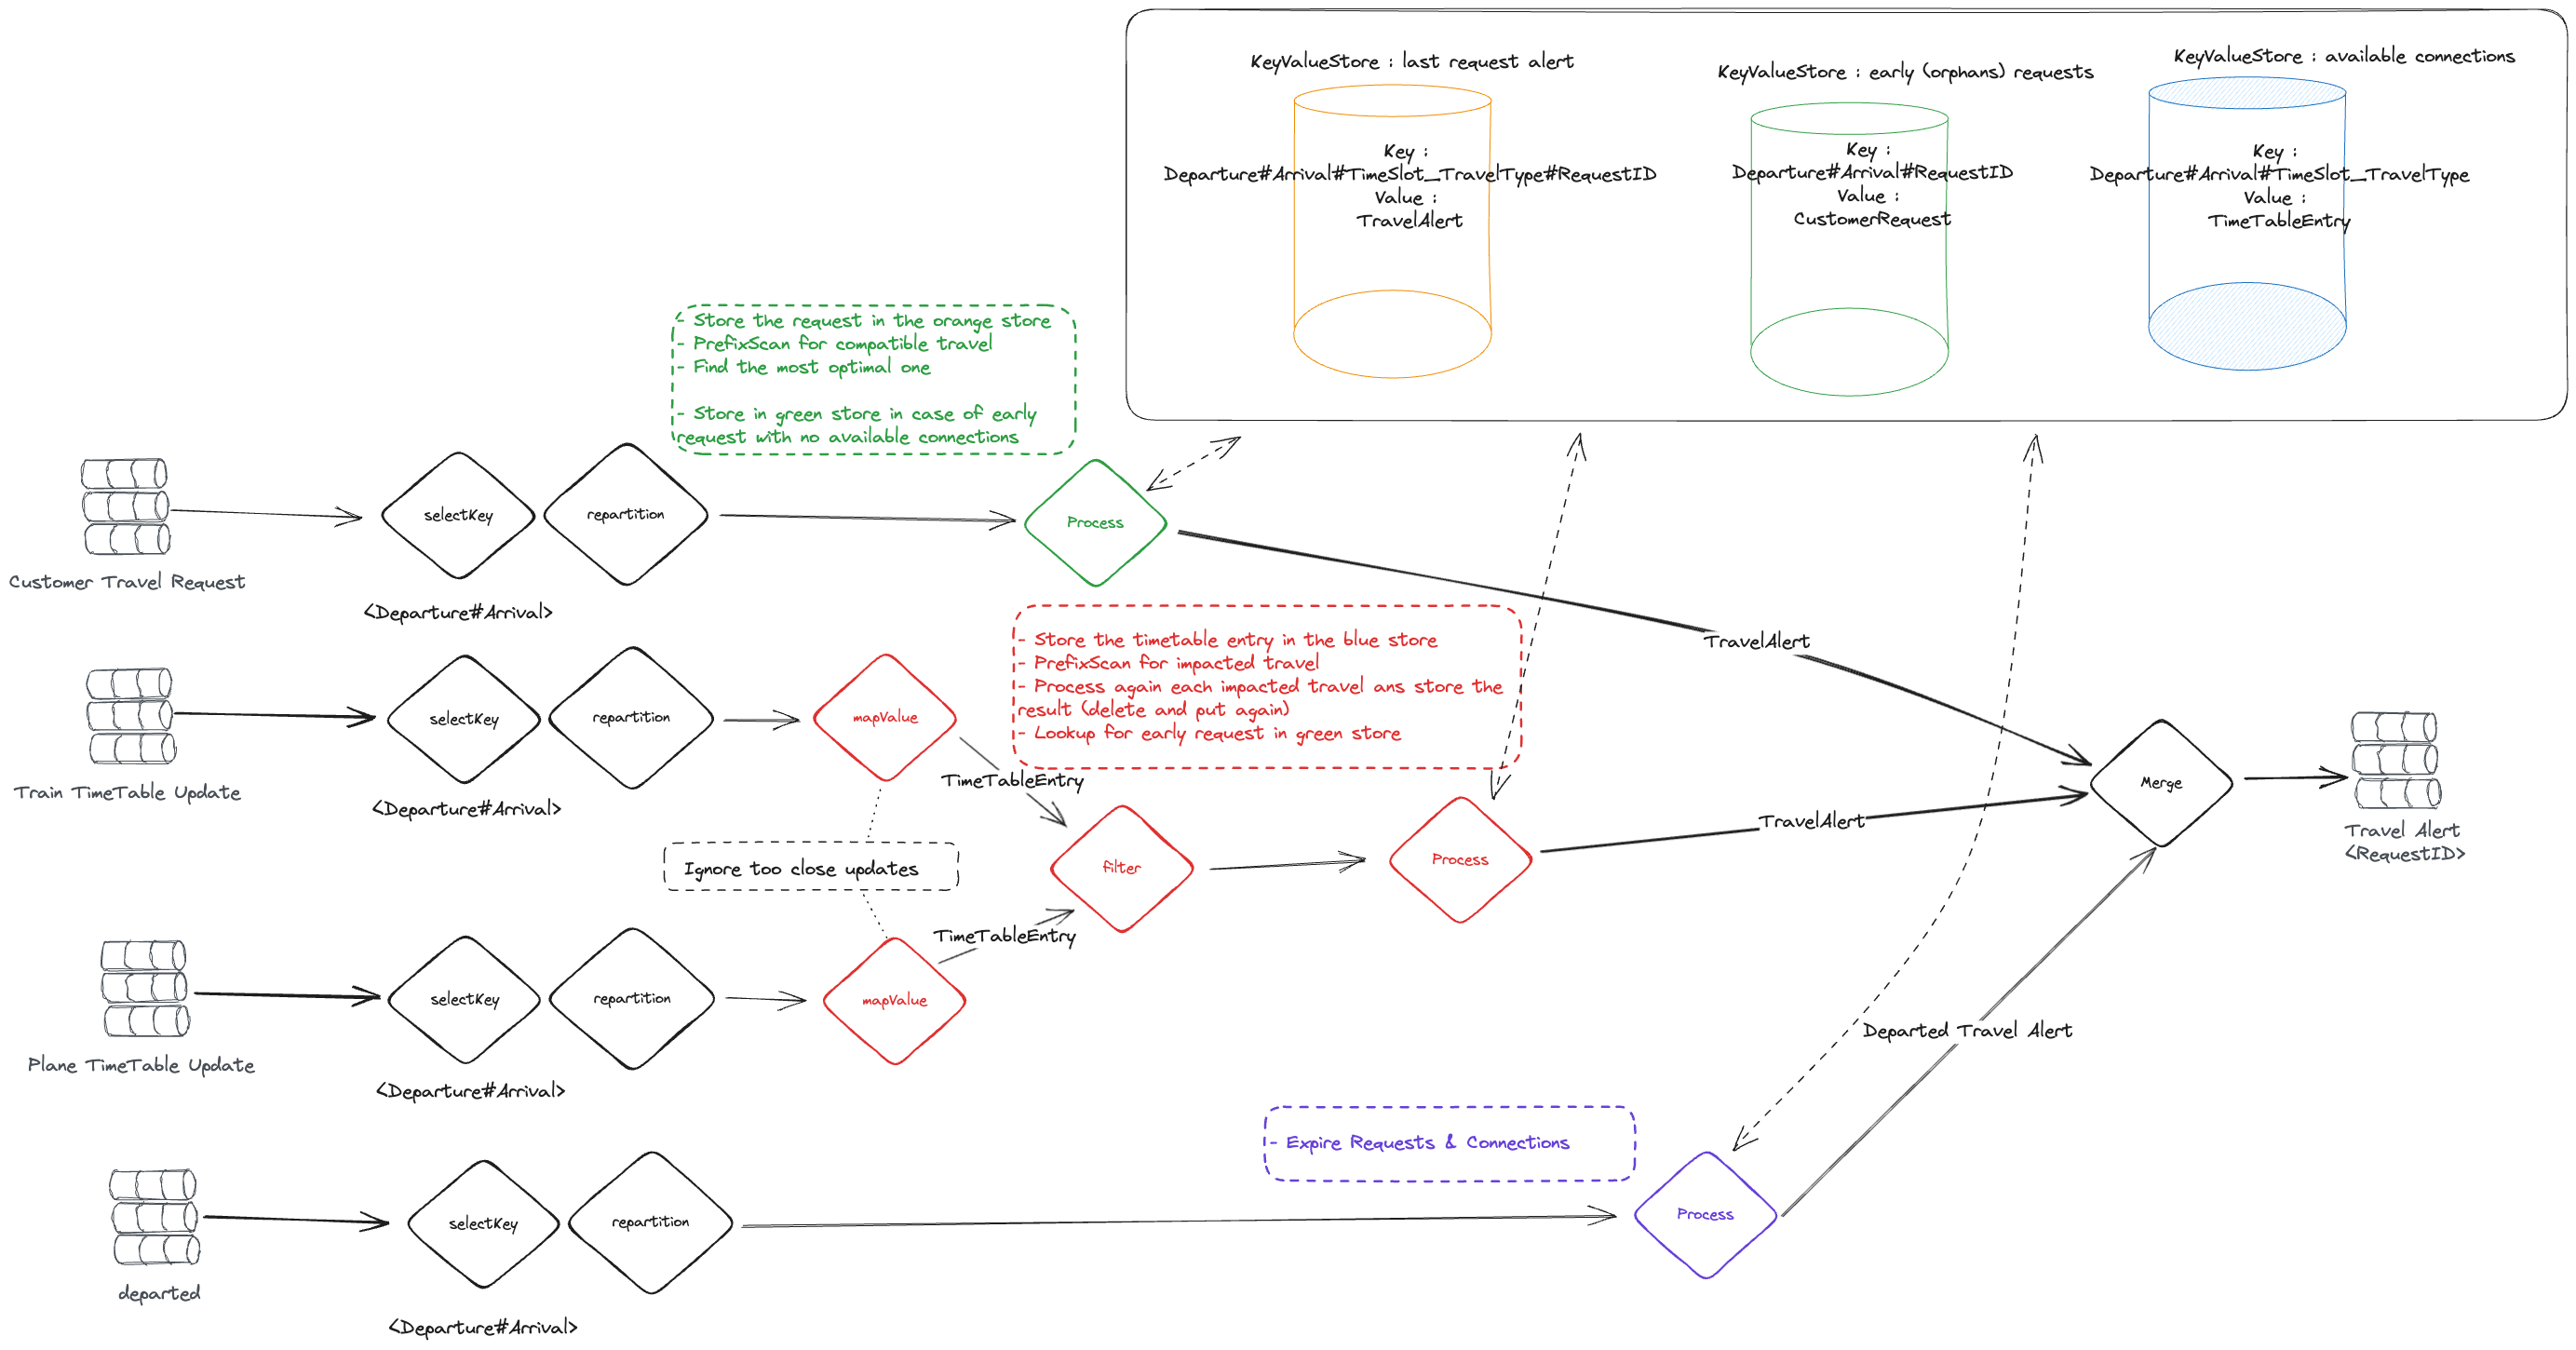 KeyValueStore : last request alert
Key :
Departure#Arrival#TimeSlot_TravelType#RequestID
Value :
TravelAlert
KeyValueStore : early (orphans) requests
Key :
Departure#Arrival#RequestID
Value :
CustomerRequest
KeyValueStore : available connections
Key :
Departure#Arrival#TimeSlot_TravelType
Value :
TimeTableEntry
- Store the request in the orange store
- PrefixScan for compatible travel
- Find the most optimal one
- Store in green store in case of early
request with no available connections
Customer Travel Request
selectKey
repartition
<Departure#Arrival>
Process
TravelAlert
- Store the timetable entry in the blue store
- PrefixScan for impacted travel
- Process again each impacted travel ans store the
result (delete and put again)
- Lookup for early request in green store
Train TimeTable Update
selectKey
repartition
<Departure#Arrival>
mapValue
TimeTableEntry
Ignore too close updates
filter
Process
TravelAlert
Merge
Travel Alert
<RequestID>
Plane TimeTable Update
selectKey
repartition
<Departure#Arrival>
mapValue
TimeTableEntry
Departed Travel Alert
- Expire Requests & Connections
departed
selectKey
repartition
<Departure#Arrival>
Process